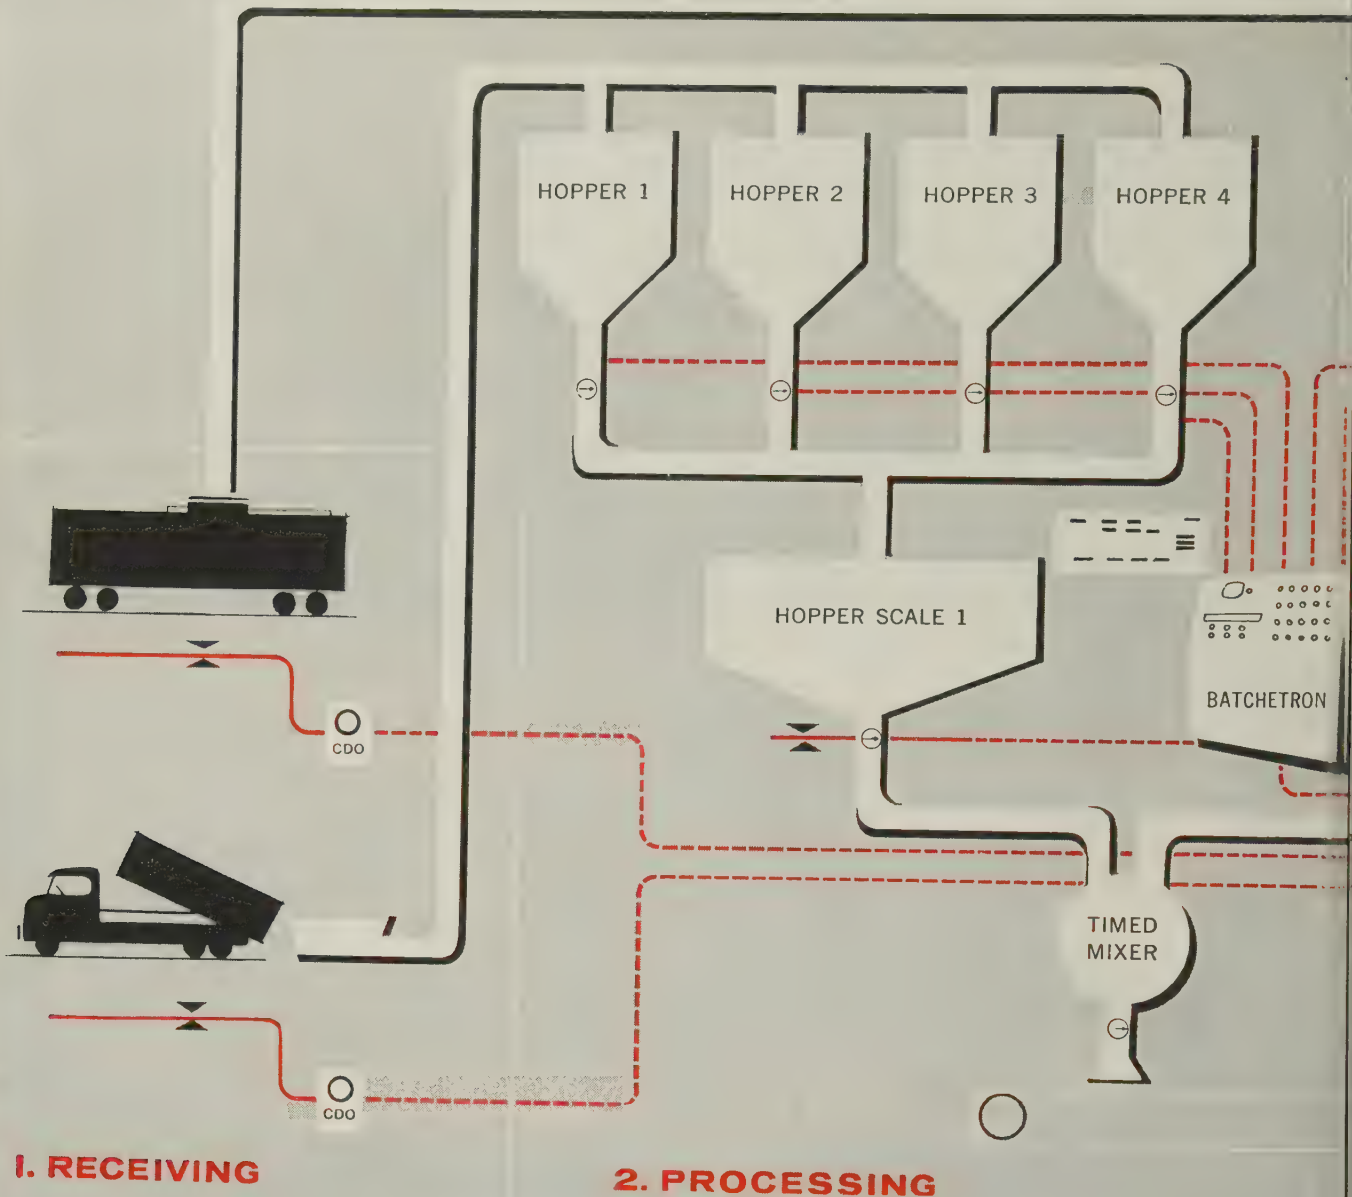 HOPPER 1
HOPPER 2
HOPPER 3
HOPPER 4
HOPPER SCALE 1
BATCHETRON
CDO
TIMED
MIXER
CDO
1. RECEIVING
2. PROCESSING